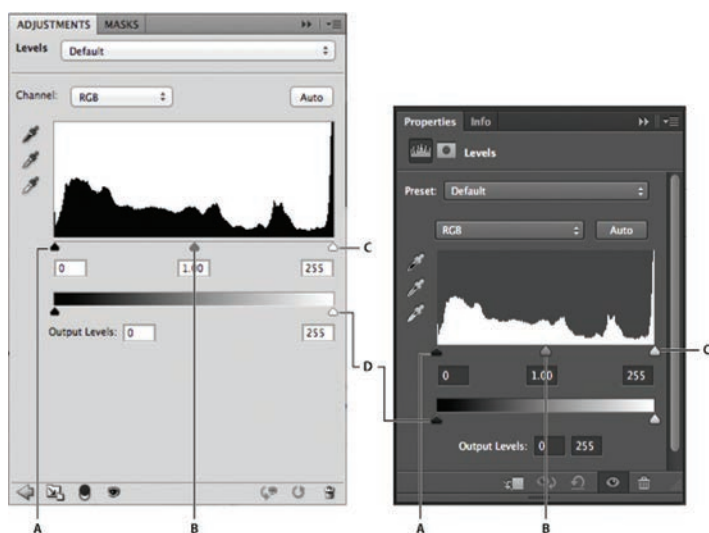 ADJUSTMENTS MASKS
Levels Default
Channel: RGB Auto
C
0 1.00 255
D
Output Levels: 0 255
A B
Properties Info
Levels
Preset: Default
RGB Auto
C
0 1.00 255
Output Levels: 0 255
A B